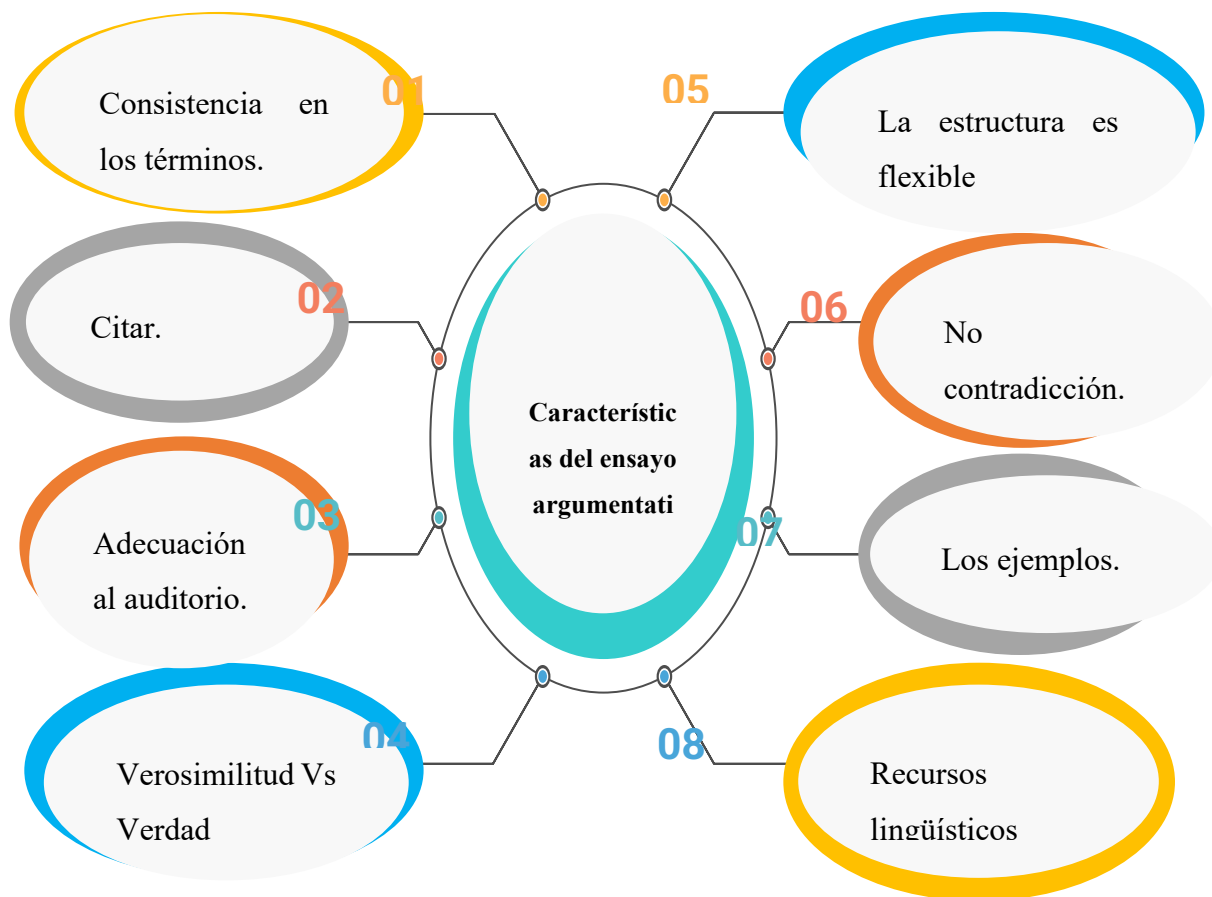 01
Consistencia en
los términos.
02
Citar.
03
Adecuación
al auditorio.
04
Verosimilitud Vs
Verdad
Característic
as del ensayo
argumentati
05
La estructura es
flexible
06
No
contradicción.
07
Los ejemplos.
08
Recursos
lingüísticos